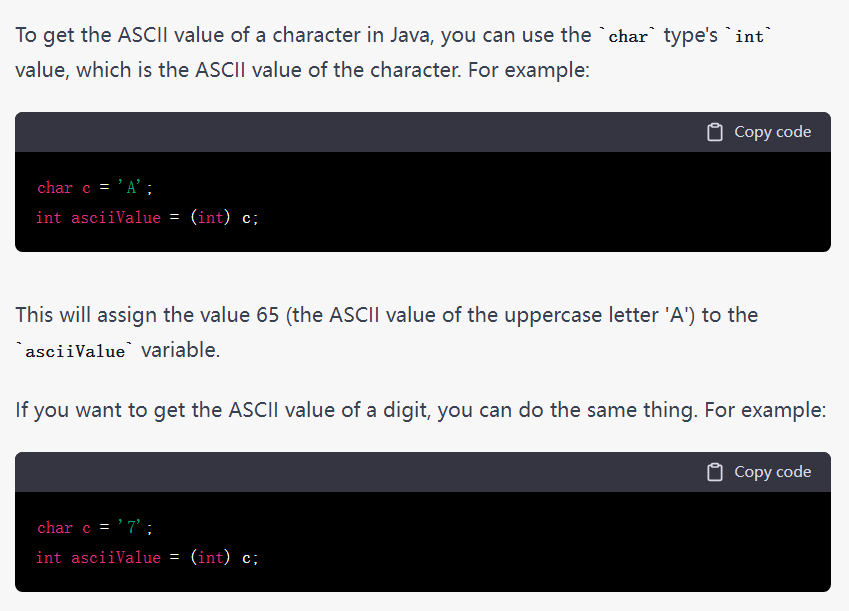 To get the ASCII value of a character in Java, you can use the `char` type's `int`
value, which is the ASCII value of the character. For example:
Copy code
char c = 'A';
int asciiValue = (int) c;
This will assign the value 65 (the ASCII value of the uppercase letter 'A') to the
`asciiValue` variable.
If you want to get the ASCII value of a digit, you can do the same thing. For example:
Copy code
char c = '7';
int asciiValue = (int) c;